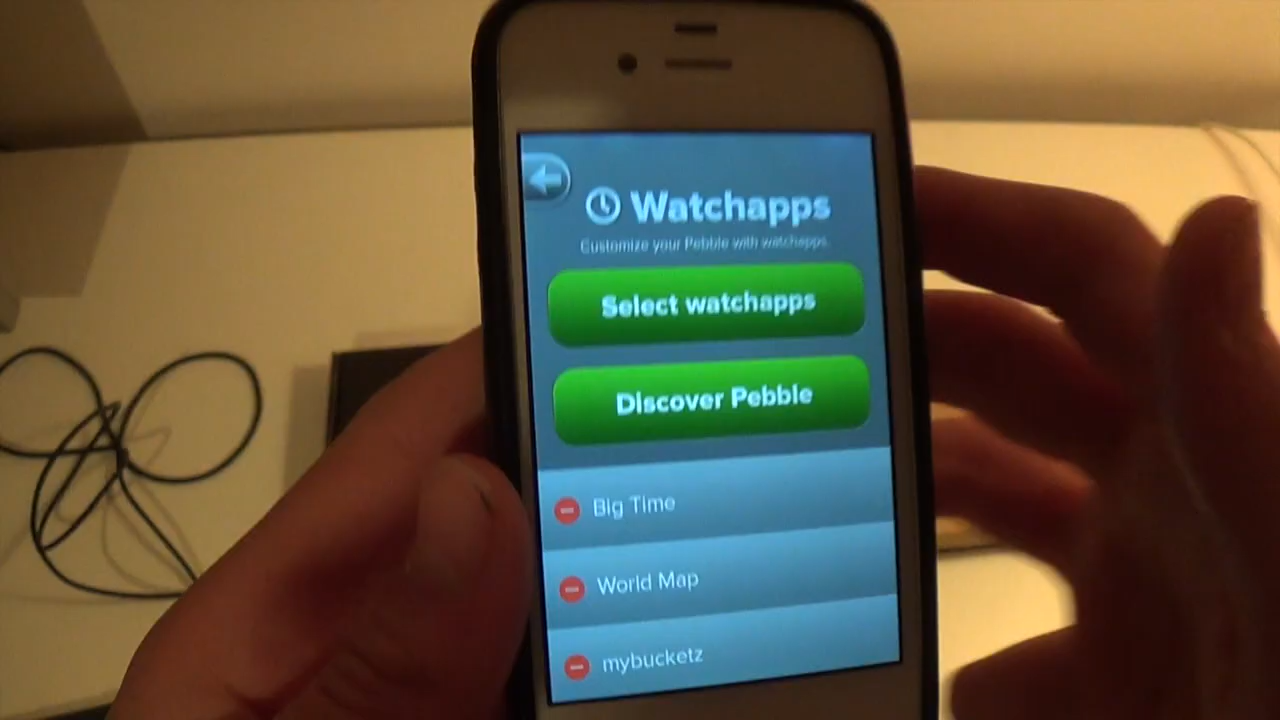 Watchapps
Customize your Pebble with watchapps.
Select watchapps
Discover Pebble
Big Time
World Map
mybucketz